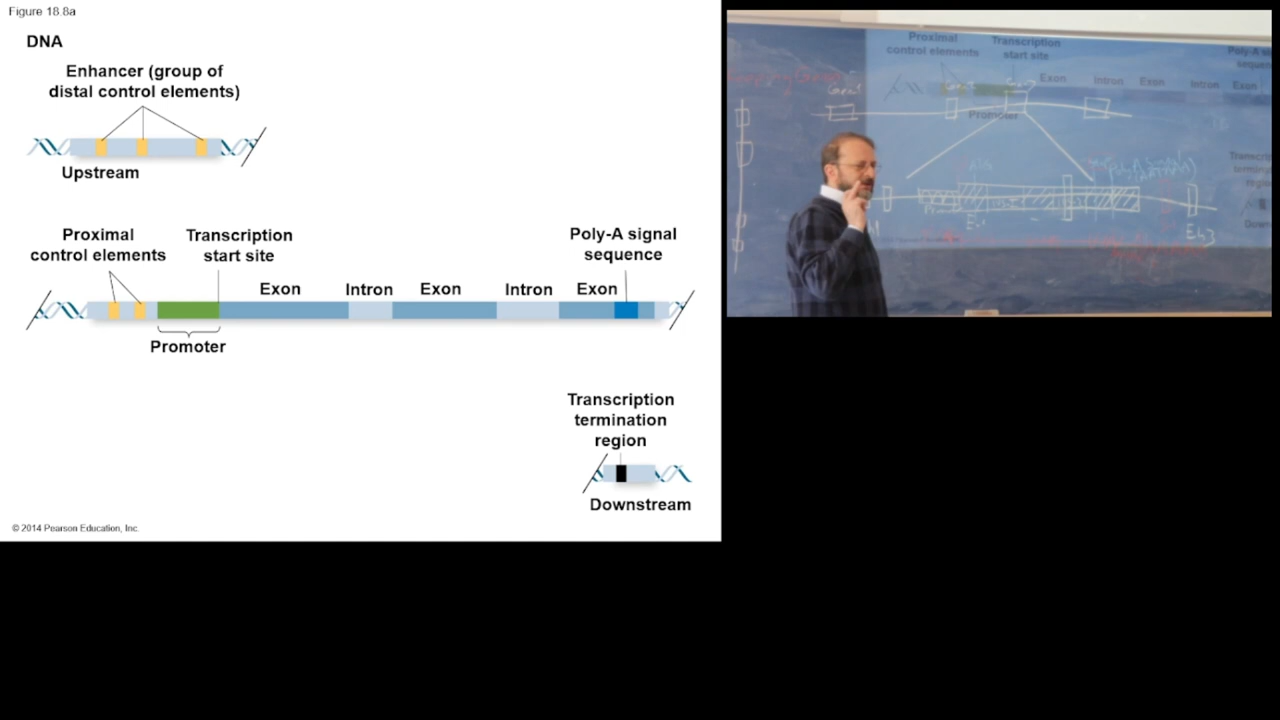 Figure 18.8a
DNA
Enhancer (group of
distal control elements)
Upstream
Proximal
control elements
Transcription
start site
Poly-A signal
sequence
Exon
Intron
Exon
Intron
Exon
Promoter
Transcription
termination
region
Downstream
© 2014 Pearson Education, Inc.
Proximal
control elements
Transcription
start site
Poly-A
Exon
Intron
Exon
Intron
Exon
Promoter